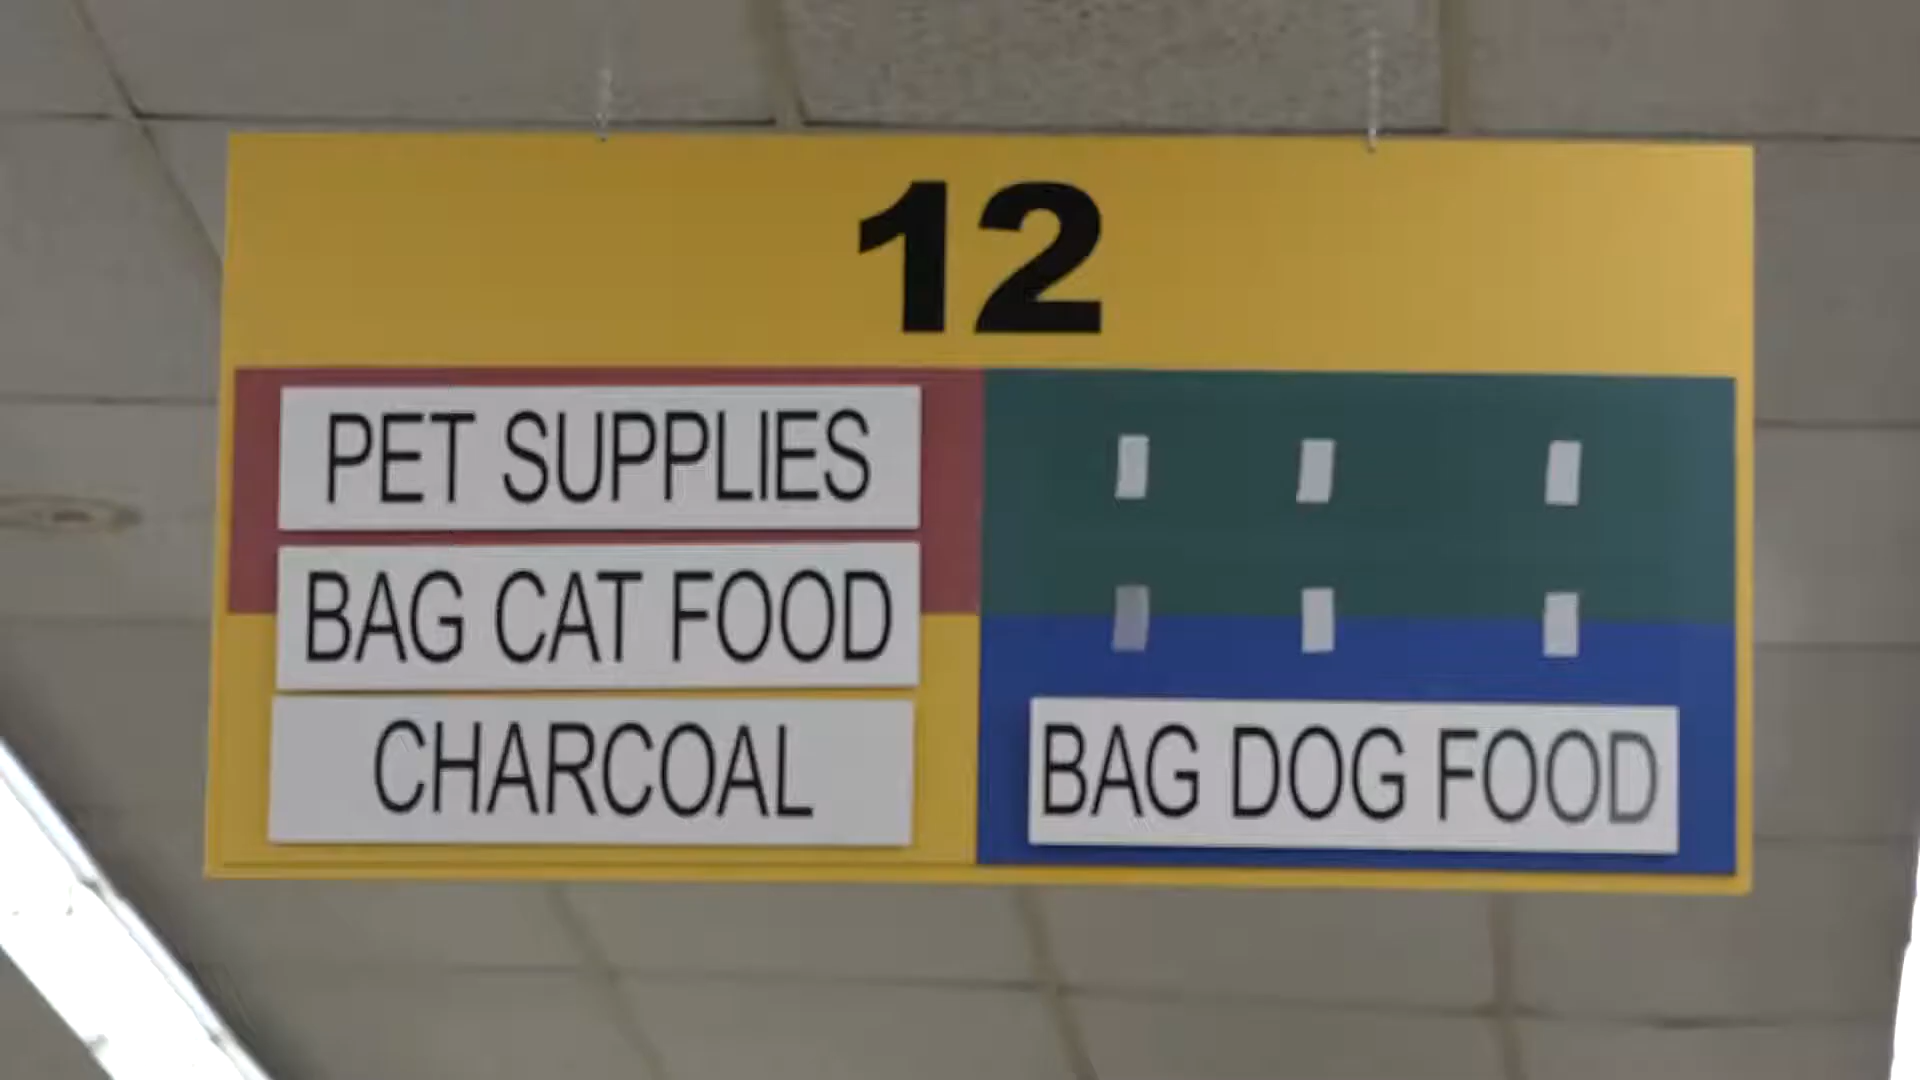 12
PET SUPPLIES
BAG CAT FOOD
CHARCOAL
BAG DOG FOOD